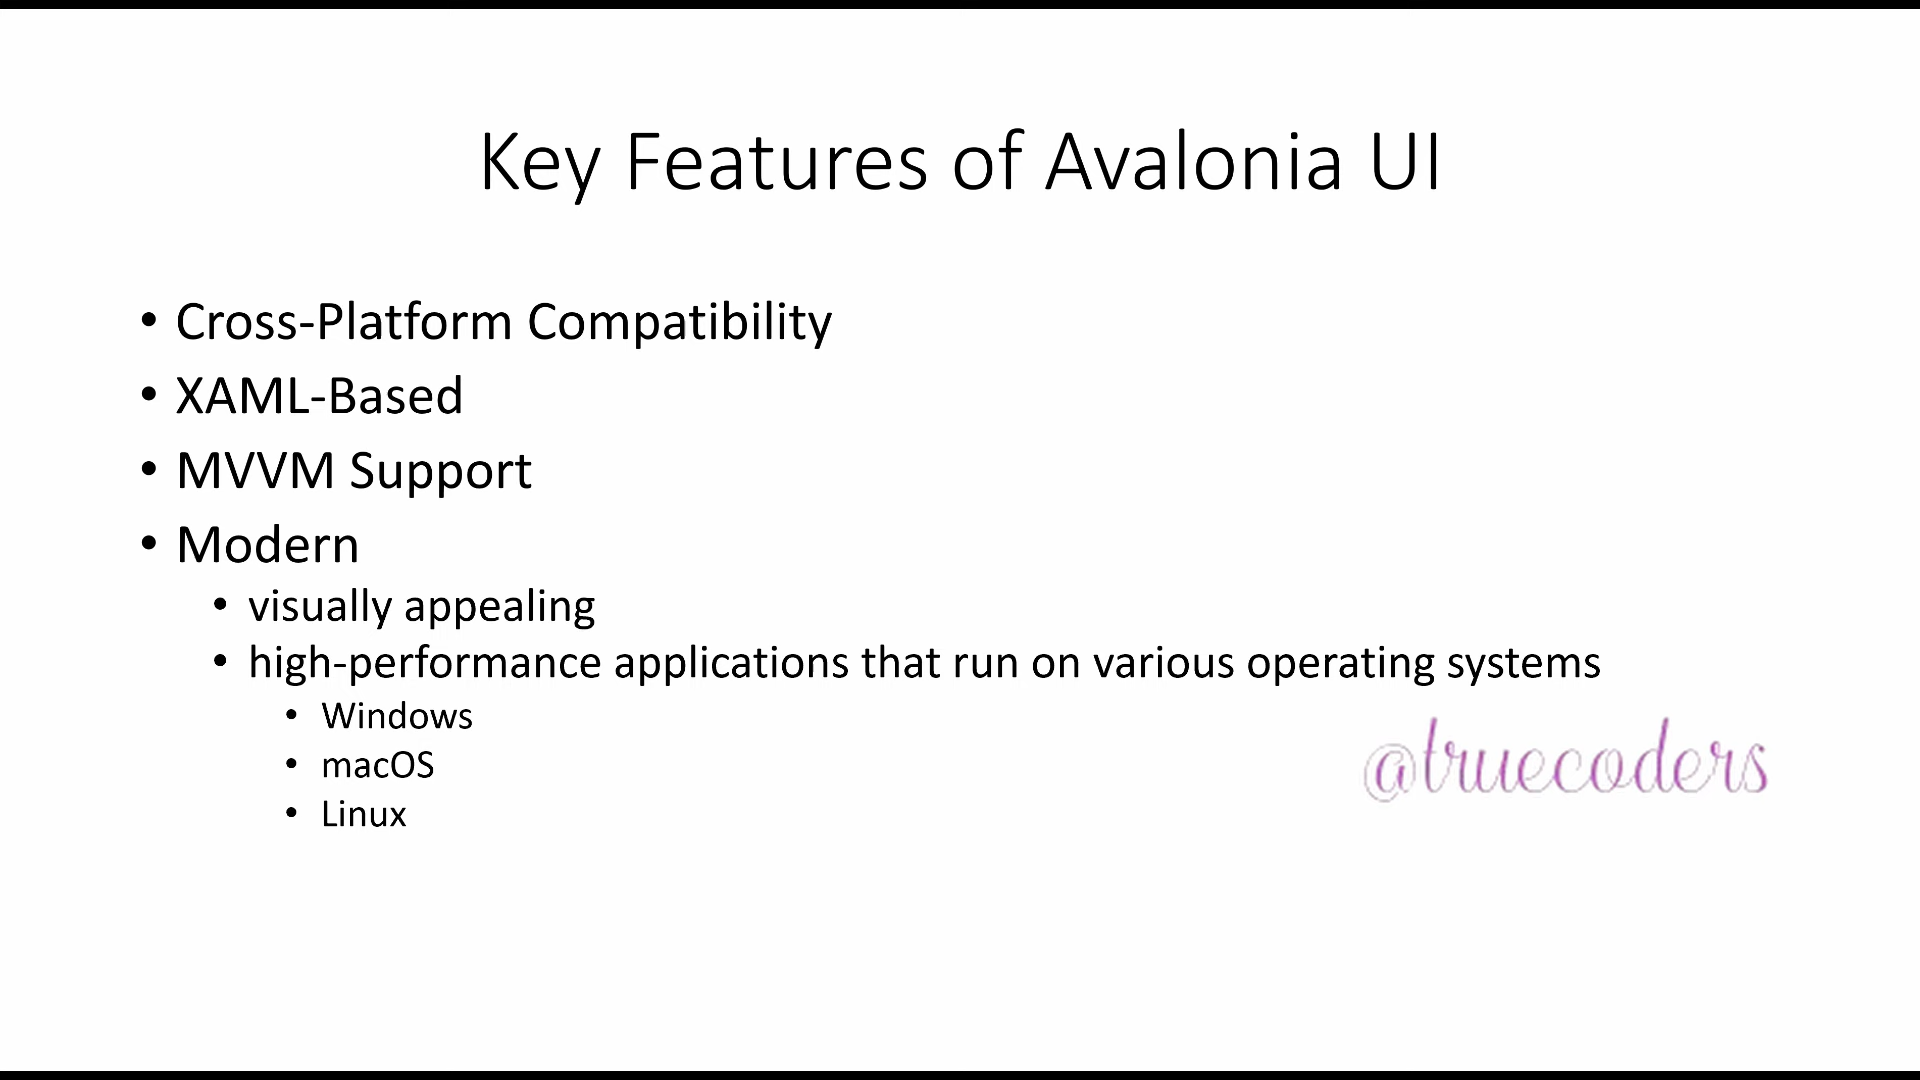 Key Features of Avalonia UI
• Cross-Platform Compatibility
• XAML-Based
• MVVM Support
• Modern
• visually appealing
• high-performance applications that run on various operating systems
• Windows
• macOS
• Linux
@truecoders